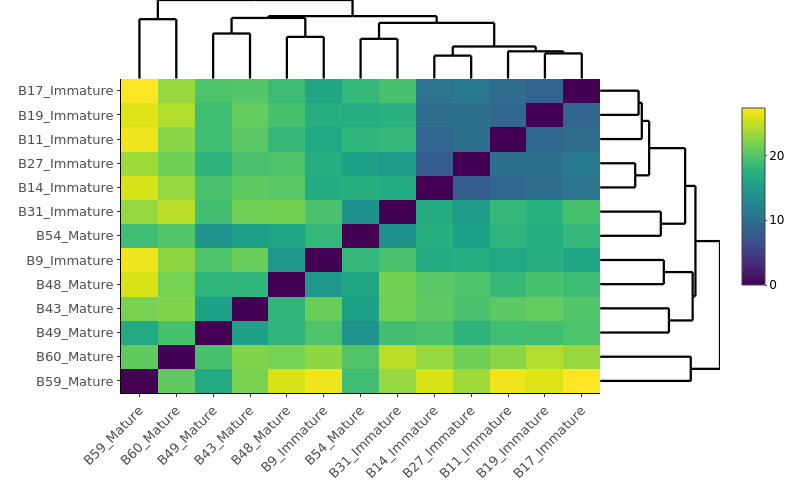 B17_Immature
B19_Immature
B11_Immature
B27_Immature
B14_Immature
B31_Immature
B54_Mature
B9_Immature
B48_Mature
B43_Mature
B49_Mature
B60_Mature
B59_Mature
20
10
0
B59_Mature
B60_Mature
B49_Mature
B43_Mature
B48_Mature
B9_Immature
B54_Mature
B31_Immature
B14_Immature
B27_Immature
B11_Immature
B19_Immature
B17_Immature